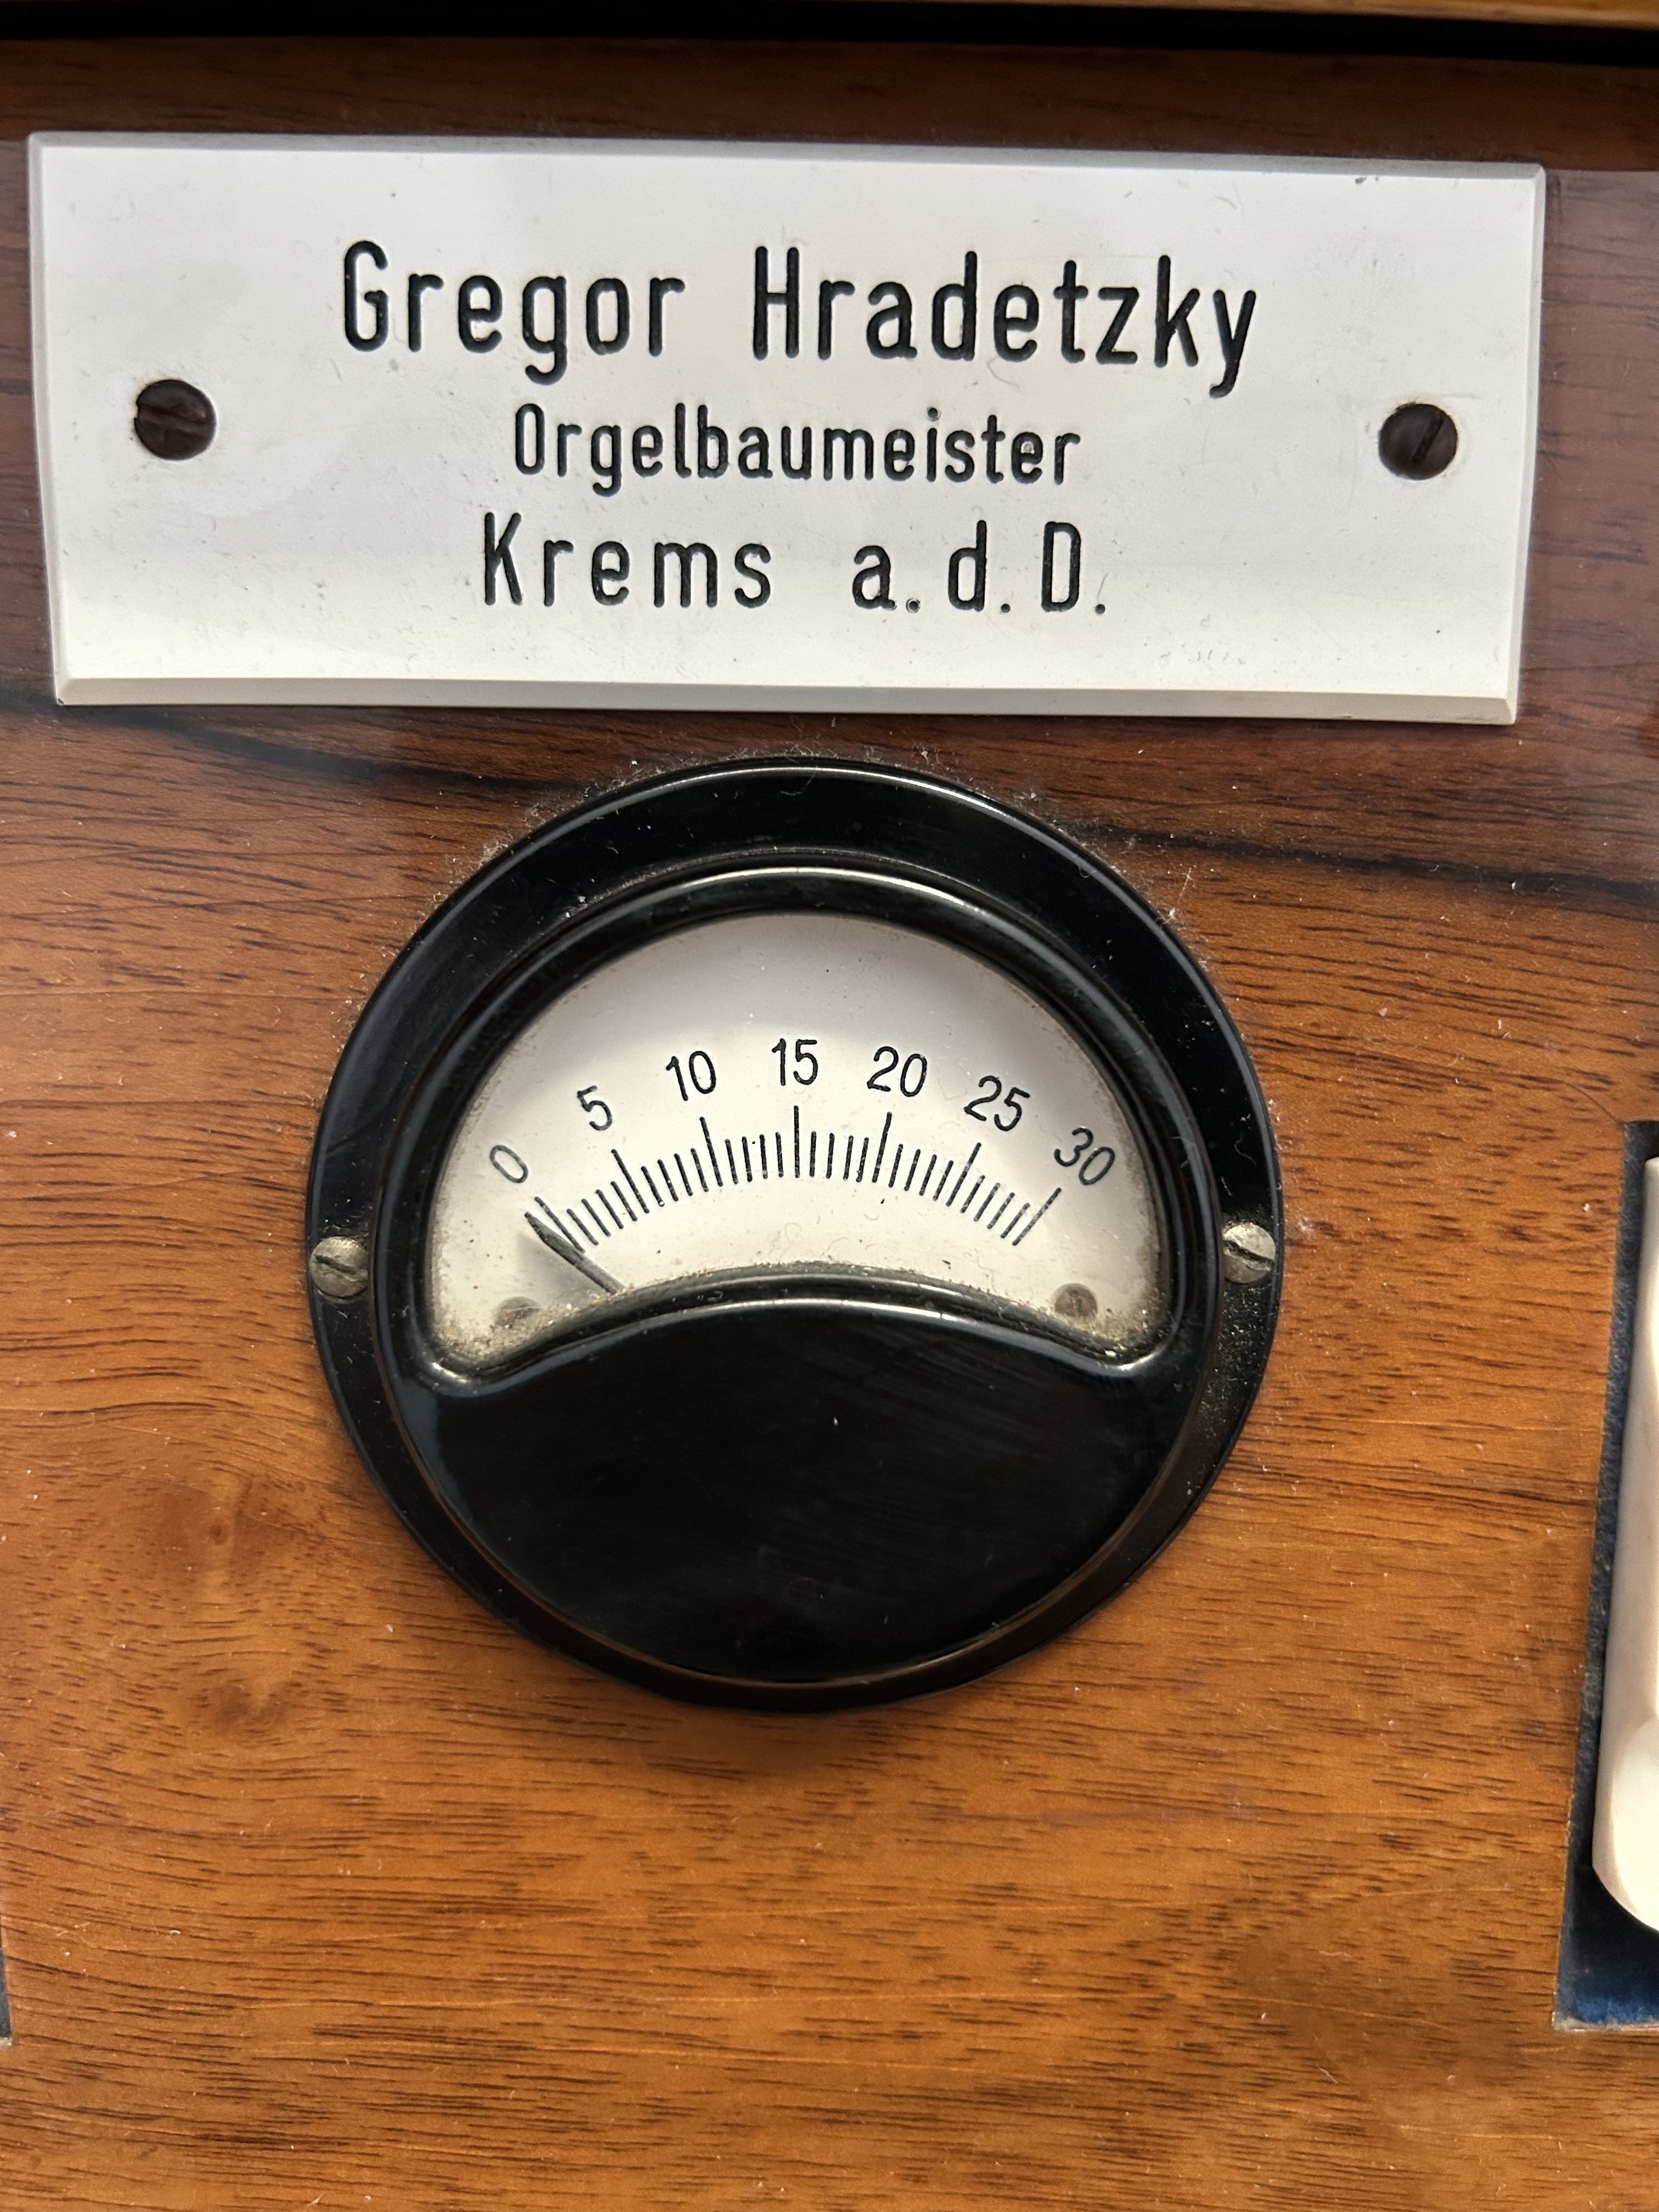 Gregor Hradetzky
Orgelbaumeister
Krems a.d.D.
0 5 10 15 20 25 30